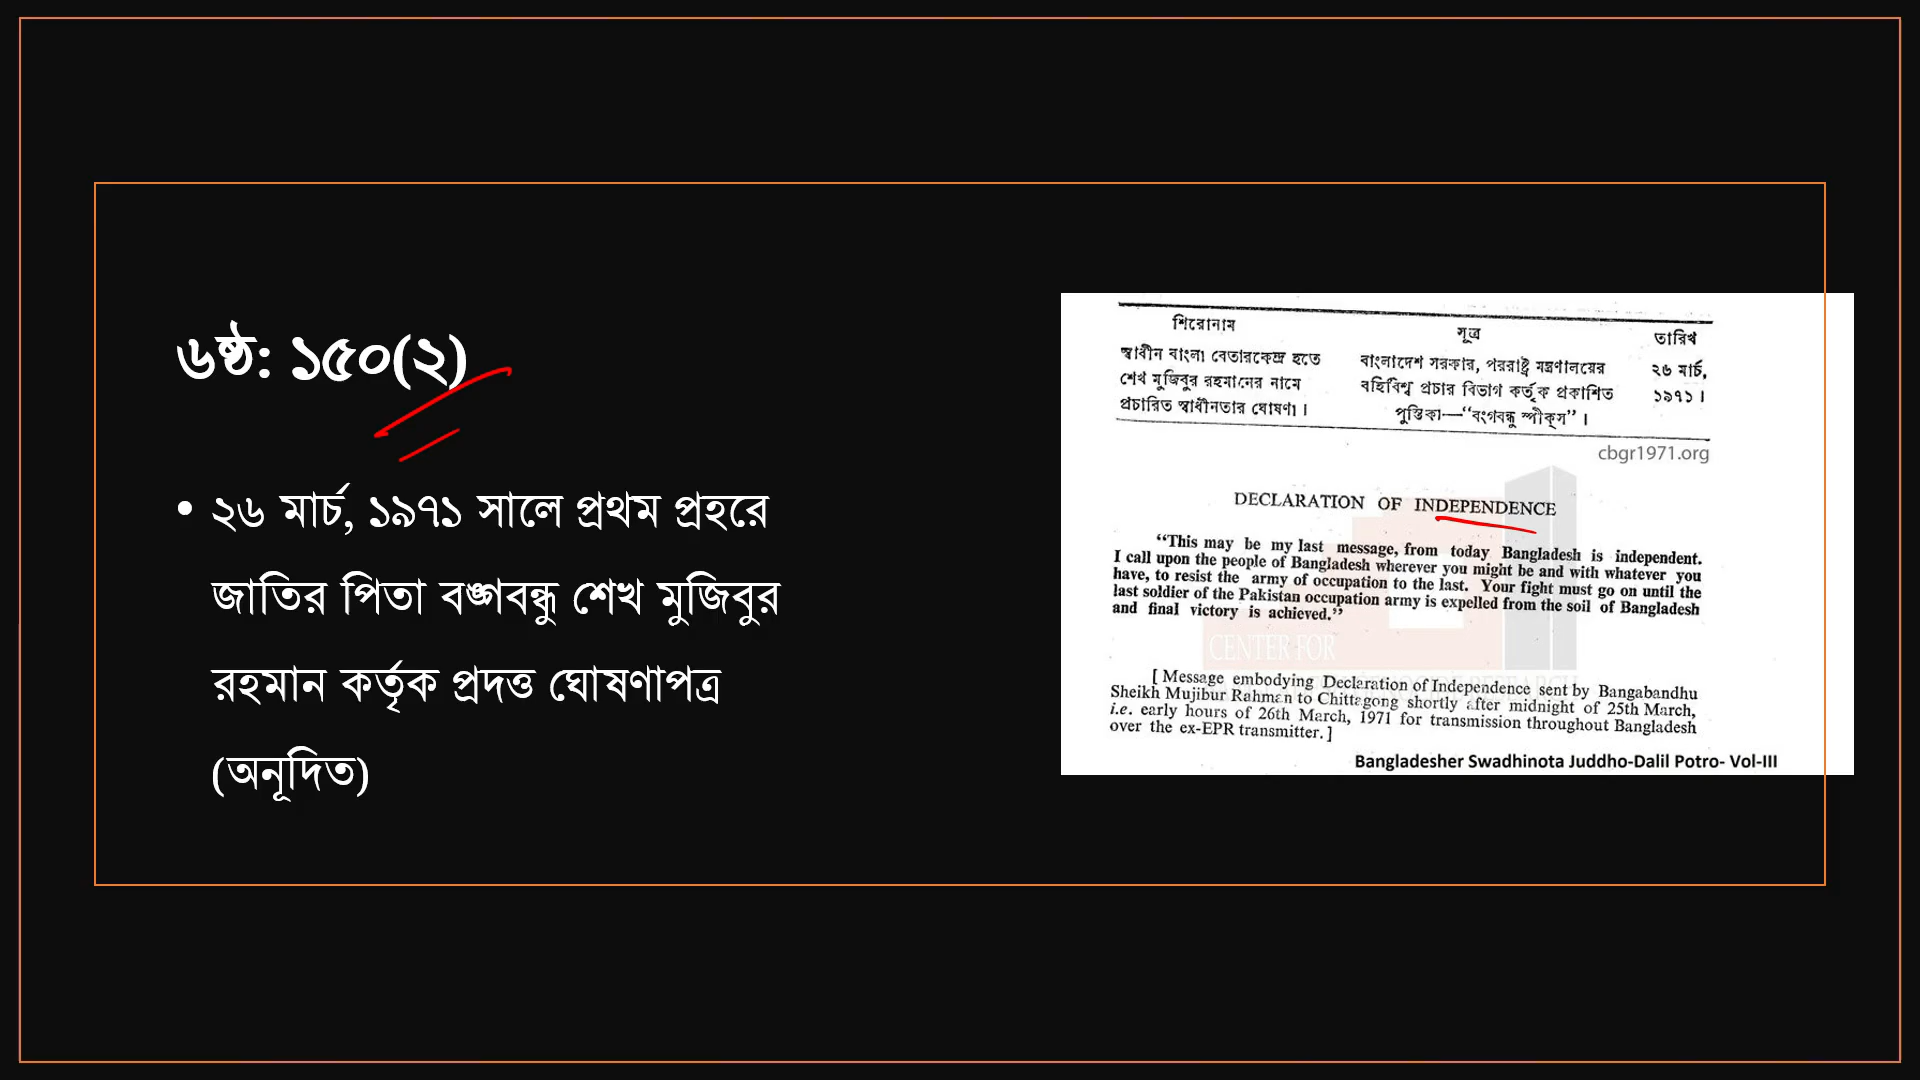 ৬ষ্ঠ: ১৫০(২)
• ২৬ মার্চ, ১৯৭১ সালে প্রথম প্রহরে
জাতির পিতা বঙ্গবন্ধু শেখ মুজিবুর
রহমান কর্তৃক প্রদত্ত ঘোষণাপত্র
(অনূদিত)
শিরোনাম
স্বাধীন বাংলা বেতারকেন্দ্র হতে
শেখ মুজিবুর রহমানের নামে
প্রচারিত স্বাধীনতার ঘোষণা।
সূত্র
বাংলাদেশ সরকার, পররাষ্ট্র মন্ত্রণালয়ের
বহির্বিশ্ব প্রচার বিভাগ কর্তৃক প্রকাশিত
পুস্তিকা—“বংগবন্ধু স্পীক্‌স”।
তারিখ
২৬ মার্চ,
১৯৭১।
cbgr1971.org
DECLARATION OF INDEPENDENCE
“This may be my last message, from today Bangladesh is independent.
I call upon the people of Bangladesh wherever you might be and with whatever you
have, to resist the army of occupation to the last. Your fight must go on until the
last soldier of the Pakistan occupation army is expelled from the soil of Bangladesh
and final victory is achieved.”
CENTER FOR
[ Message embodying Declaration of Independence sent by Bangabandhu
Sheikh Mujibur Rahman to Chittagong shortly after midnight of 25th March,
i.e. early hours of 26th March, 1971 for transmission throughout Bangladesh
over the ex-EPR transmitter. ]
Bangladesher Swadhinota Juddho-Dalil Potro- Vol-III